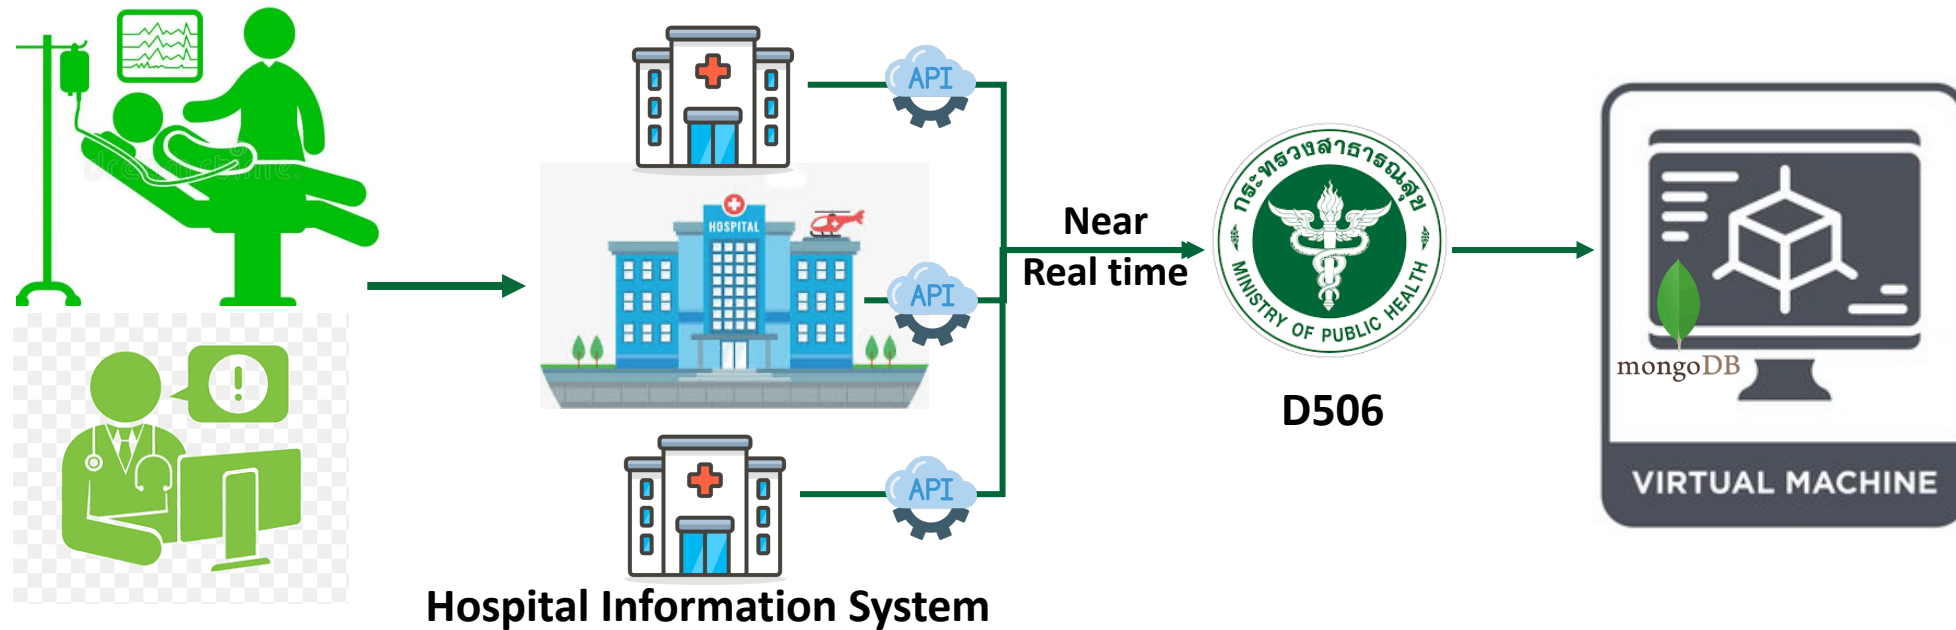 API
HOSPITAL
API
API
Hospital Information System
Near
Real time
กระทรวงสาธารณสุข
MINISTRY OF PUBLIC HEALTH
D506
mongoDB
VIRTUAL MACHINE